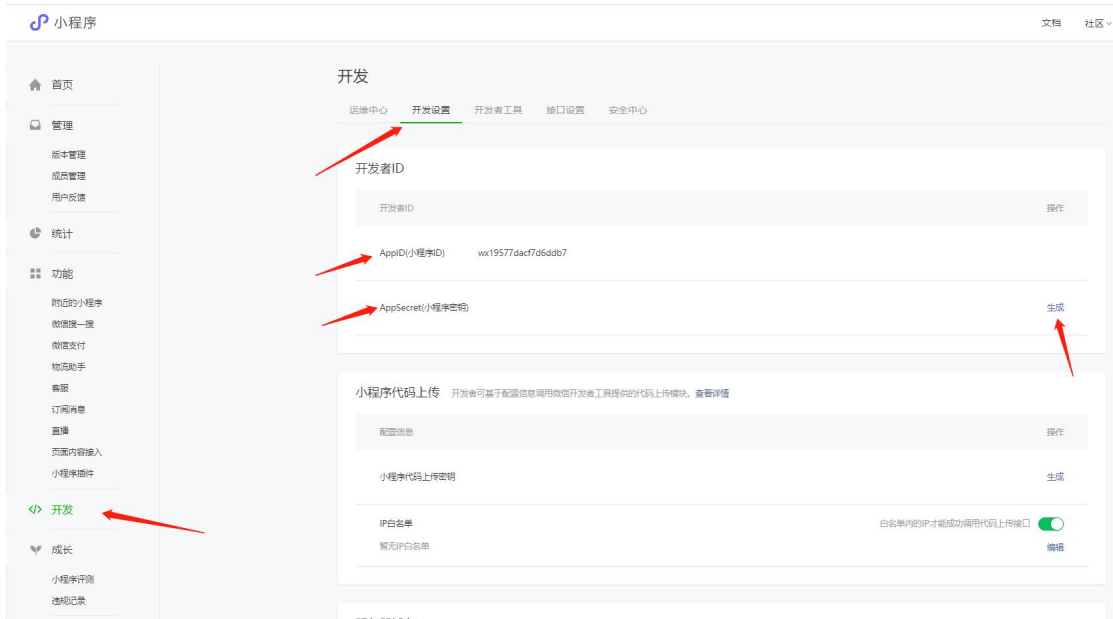 小程序
文档 社区
首页
管理
版本管理
成员管理
用户反馈
统计
功能
附近的小程序
微信搜一搜
微信支付
物流助手
客服
订阅消息
直播
页面内容接入
小程序插件
</> 开发
成长
小程序评测
违规记录
开发
运维中心 开发设置 开发者工具 接口设置 安全中心
开发者ID
开发者ID 操作
AppID(小程序ID) wx19577dacf7d6ddb7
AppSecret(小程序密钥) 生成
小程序代码上传 开发者可基于配置信息调用微信开发者工具提供的代码上传模块。查看详情
配置信息 操作
小程序代码上传密钥 生成
IP白名单 白名单内的IP才能成功调用代码上传接口
暂无IP白名单 编辑